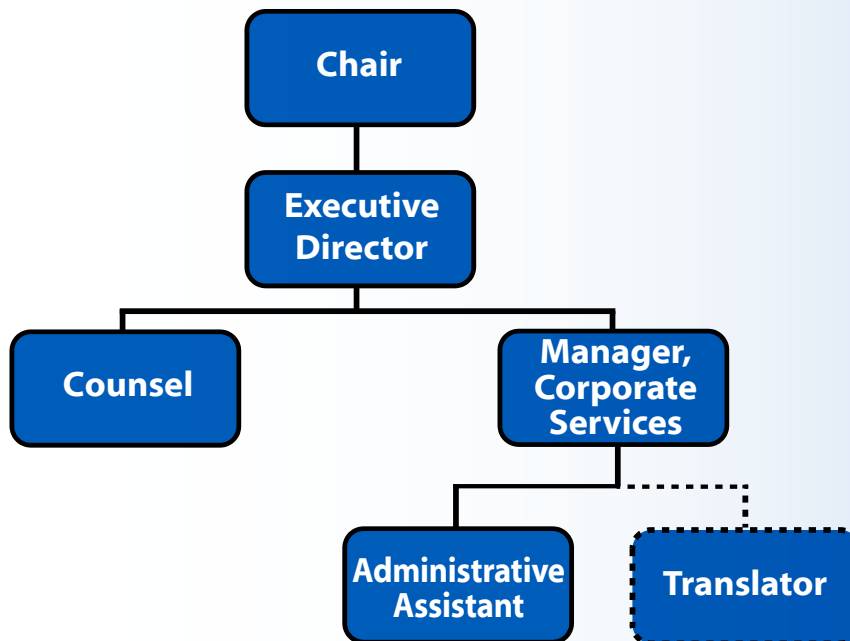 Chair
Executive
Director
Counsel
Manager,
Corporate
Services
Administrative
Assistant
Translator